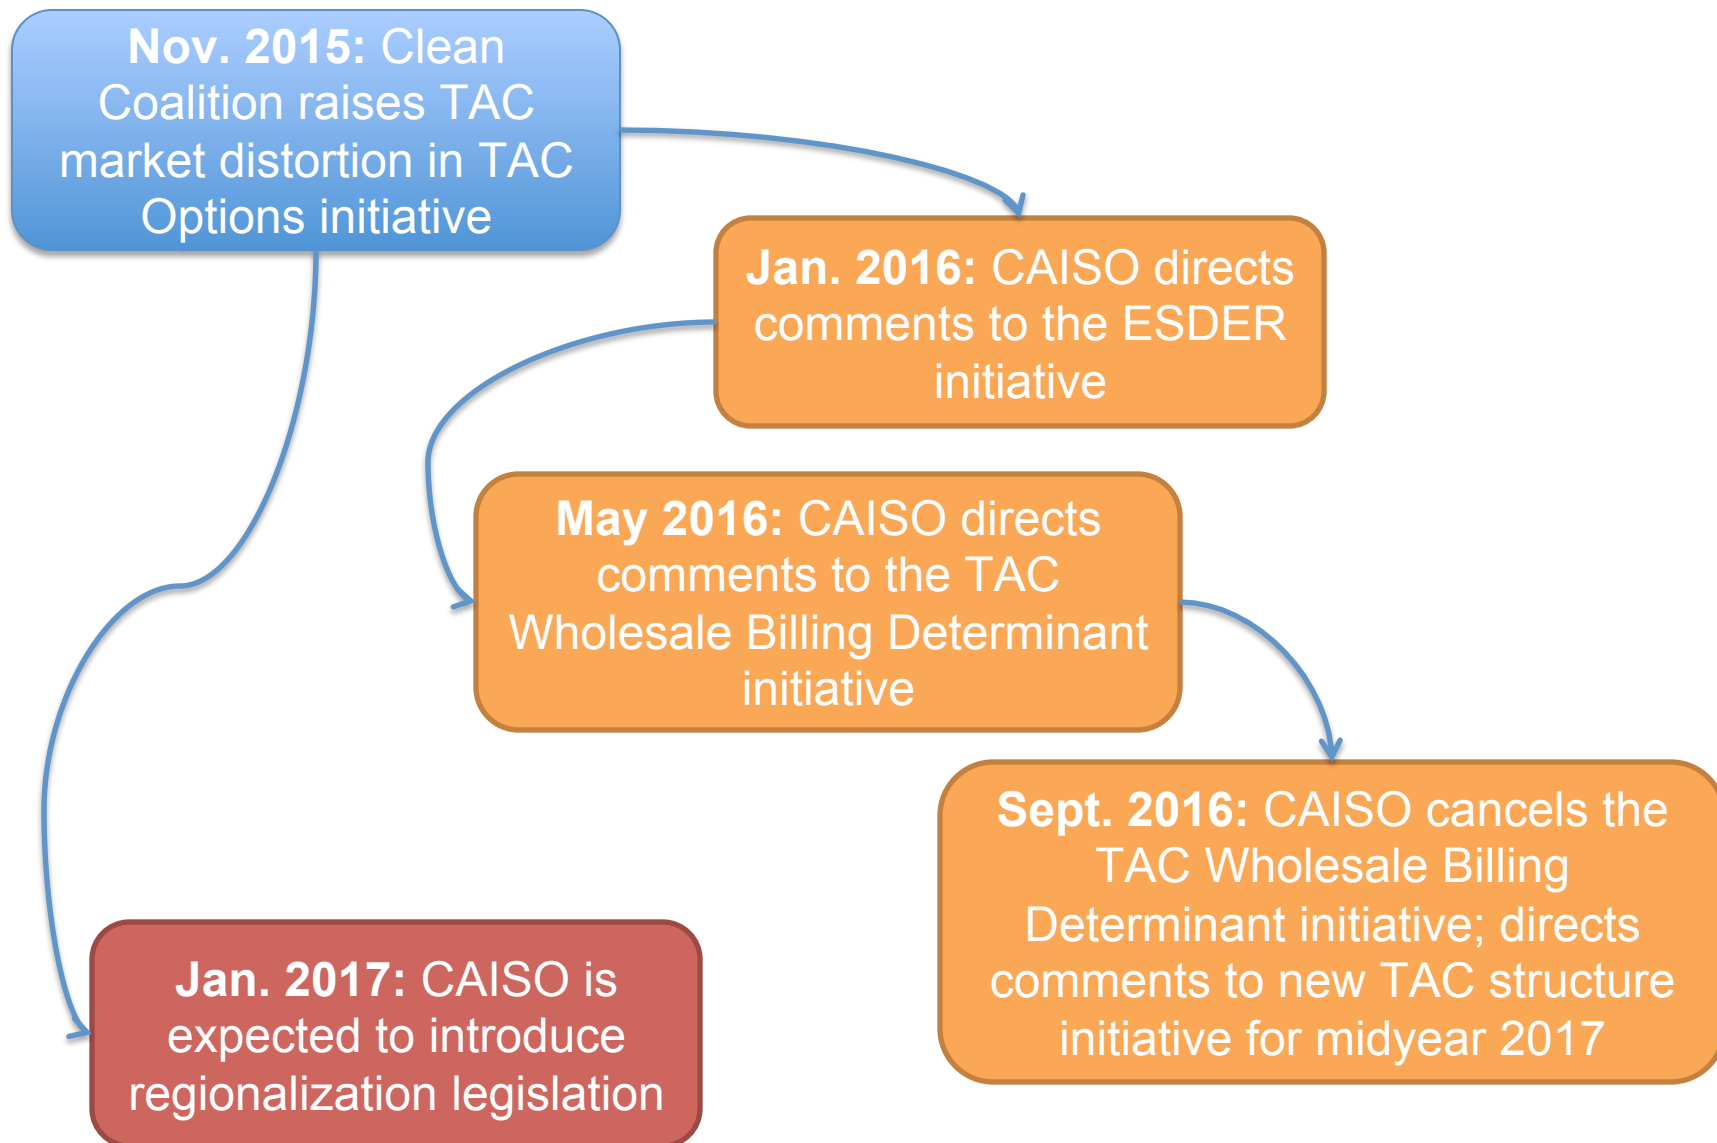 Nov. 2015: Clean
Coalition raises TAC
market distortion in TAC
Options initiative
Jan. 2016: CAISO directs
comments to the ESDER
initiative
May 2016: CAISO directs
comments to the TAC
Wholesale Billing Determinant
initiative
Sept. 2016: CAISO cancels the
TAC Wholesale Billing
Determinant initiative; directs
comments to new TAC structure
initiative for midyear 2017
Jan. 2017: CAISO is
expected to introduce
regionalization legislation